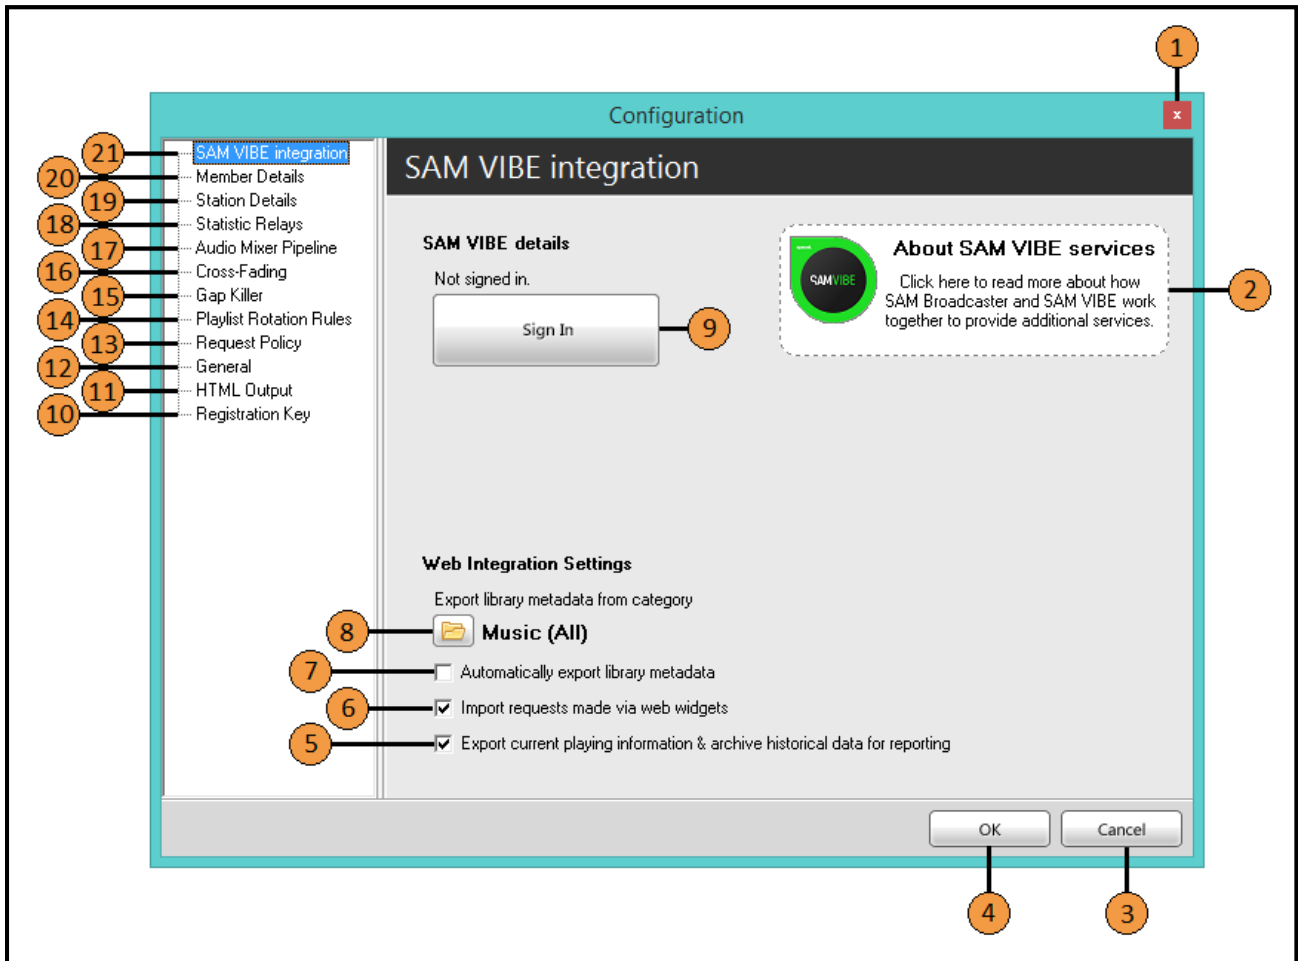 1
Configuration
x
21
SAM VIBE integration
20
Member Details
19
Station Details
18
Statistic Relays
17
Audio Mixer Pipeline
16
Cross-Fading
15
Gap Killer
14
Playlist Rotation Rules
13
Request Policy
12
General
11
HTML Output
10
Registration Key
SAM VIBE integration
SAM VIBE details
Not signed in.
Sign In
9
SAMVIBE
About SAM VIBE services
Click here to read more about how
SAM Broadcaster and SAM VIBE work
together to provide additional services.
2
Web Integration Settings
Export library metadata from category
8
Music (All)
7
Automatically export library metadata
6
Import requests made via web widgets
5
Export current playing information & archive historical data for reporting
OK
Cancel
4
3